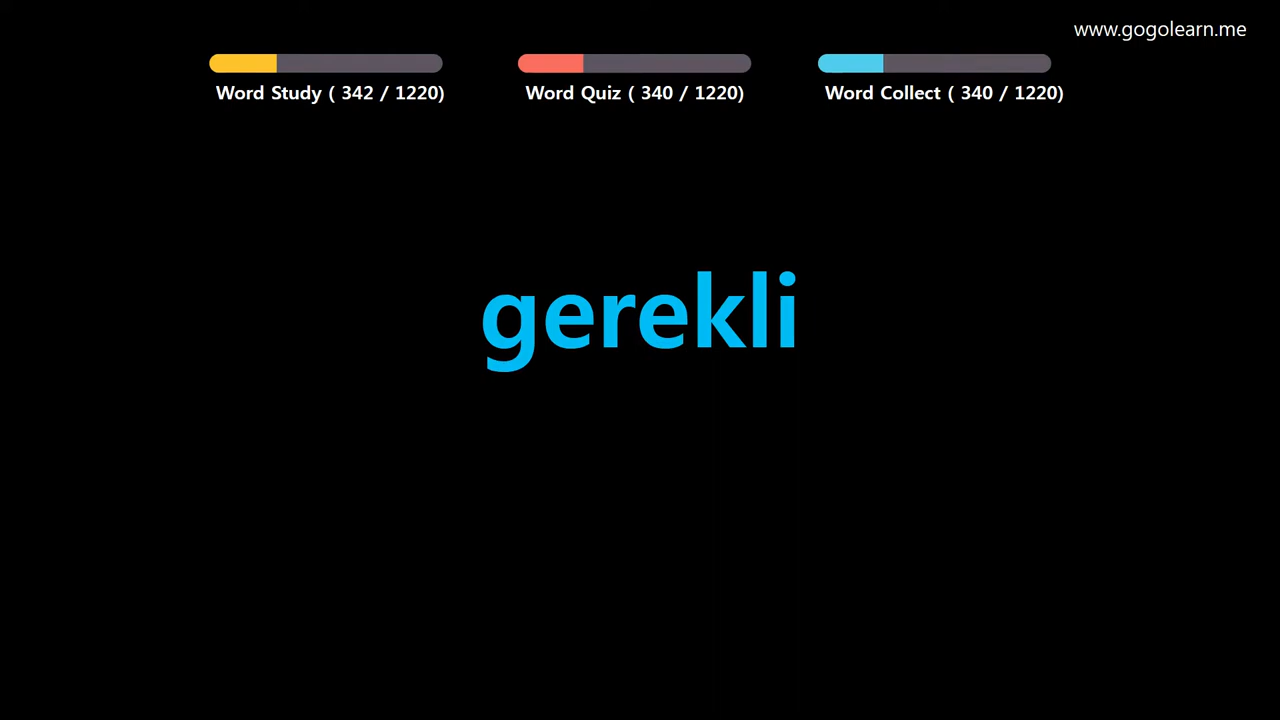 www.gogolearn.me
Word Study ( 342 / 1220)
Word Quiz ( 340 / 1220)
Word Collect ( 340 / 1220)
gerekli